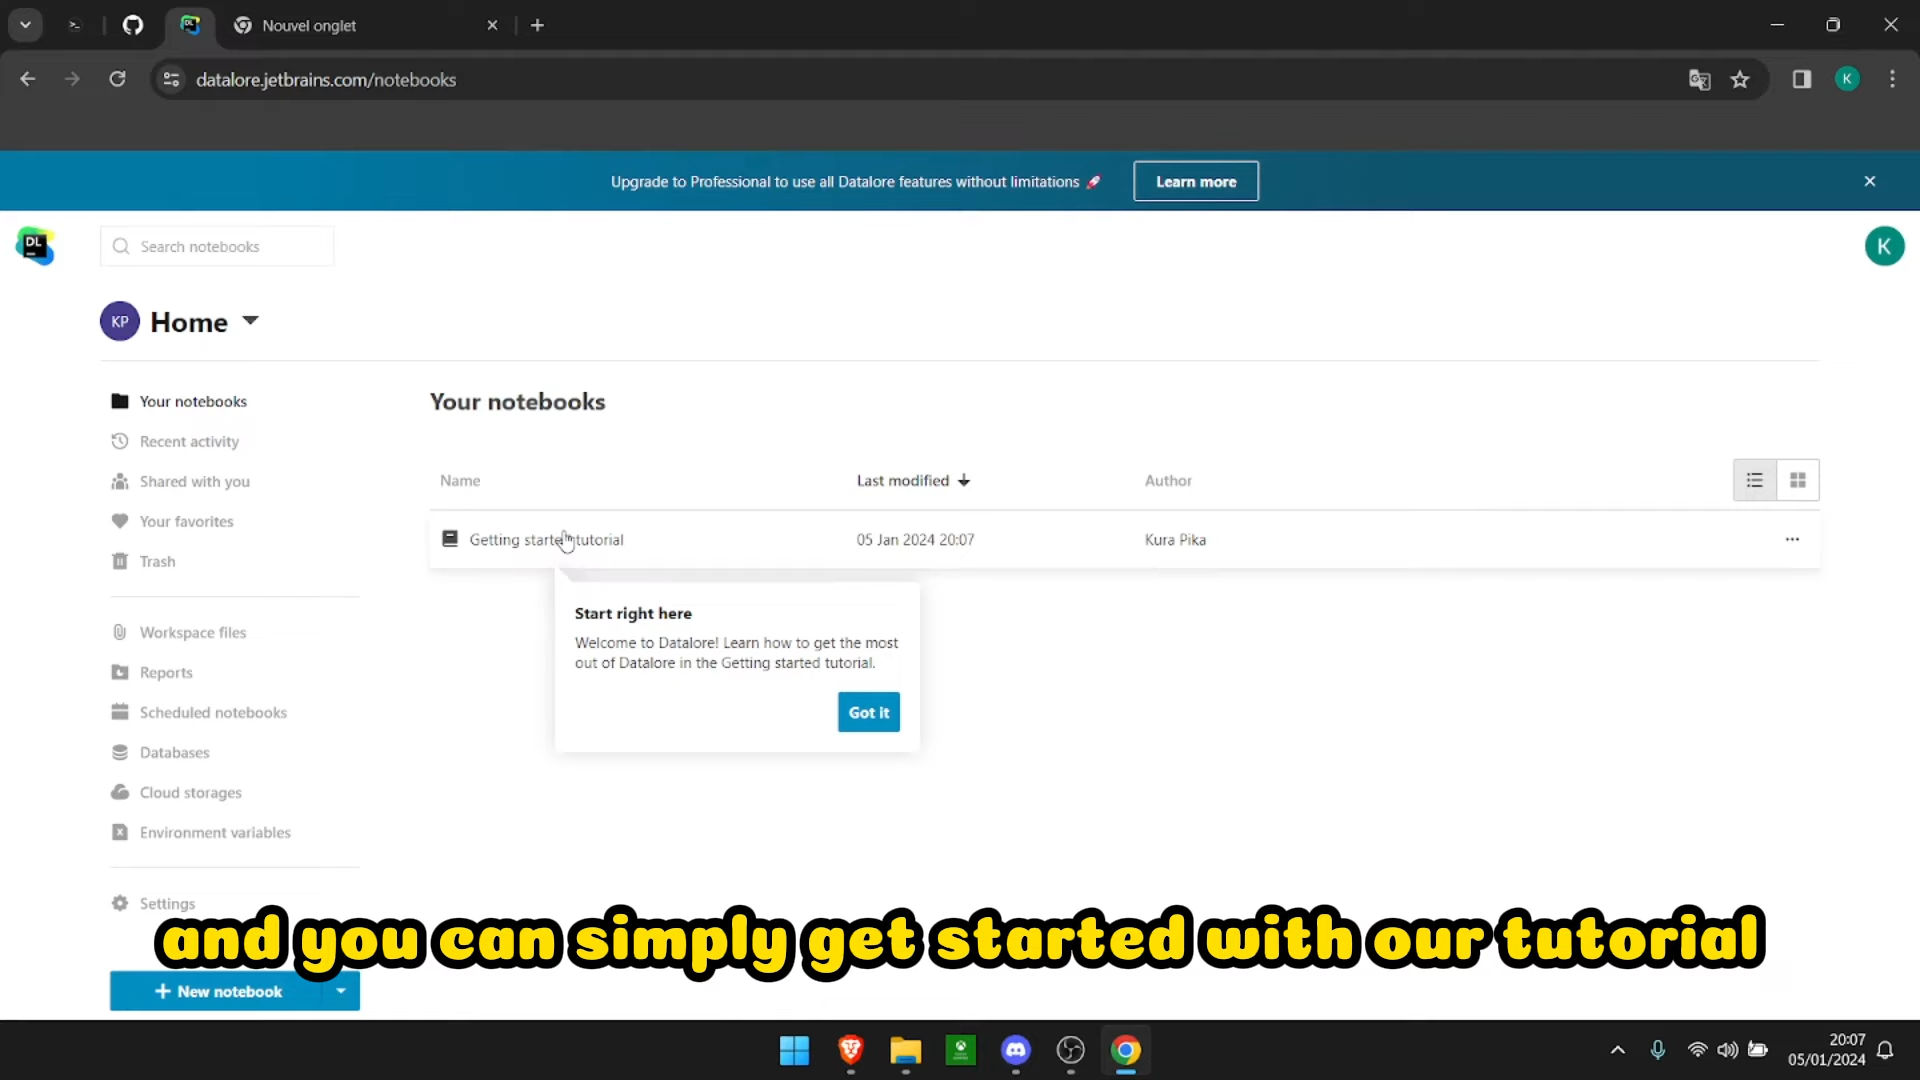 Nouvel onglet
datalore.jetbrains.com/notebooks
K
Upgrade to Professional to use all Datalore features without limitations 🚀
Learn more
DL
Search notebooks
K
KP
Home
Your notebooks
Recent activity
Shared with you
Your favorites
Trash
Workspace files
Reports
Scheduled notebooks
Databases
Cloud storages
Environment variables
Settings
+ New notebook
Your notebooks
Name
Last modified
Author
Getting started tutorial
05 Jan 2024 20:07
Kura Pika
Start right here
Welcome to Datalore! Learn how to get the most
out of Datalore in the Getting started tutorial.
Got it
and you can simply get started with our tutorial
20:07
05/01/2024